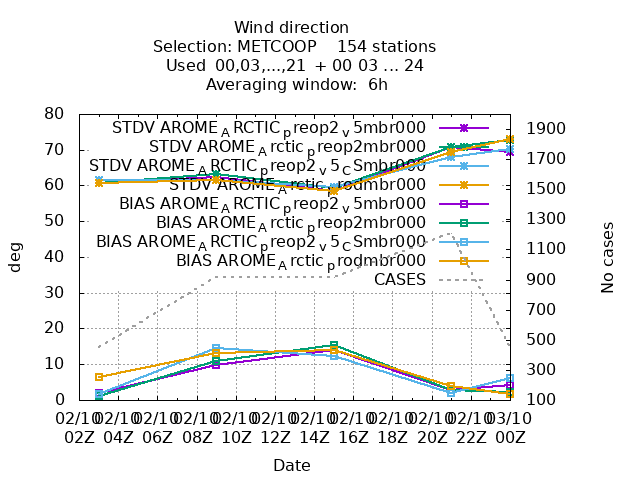 Wind direction
Selection: METCOOP 154 stations
Used 00,03,...,21 + 00 03 ... 24
Averaging window: 6h
80
70
60
50
40
30
20
10
0
deg
STDV AROME_ARCTIC_preop2_v5mbr000
STDV AROME_Arctic_preop2mbr000
STDV AROME_ARCTIC_preop2_v5_CSmbr000
STDV AROME_Arctic_prodmbr000
BIAS AROME_ARCTIC_preop2_v5mbr000
BIAS AROME_Arctic_preop2mbr000
BIAS AROME_ARCTIC_preop2_v5_CSmbr000
BIAS AROME_Arctic_prodmbr000
CASES
1900
1700
1500
1300
1100
900
700
500
300
100
No cases
02/10 02/10 02/10 02/10 02/10 02/10 02/10 02/10 02/10 02/10 02/10 03/10
02Z 04Z 06Z 08Z 10Z 12Z 14Z 16Z 18Z 20Z 22Z 00Z
Date